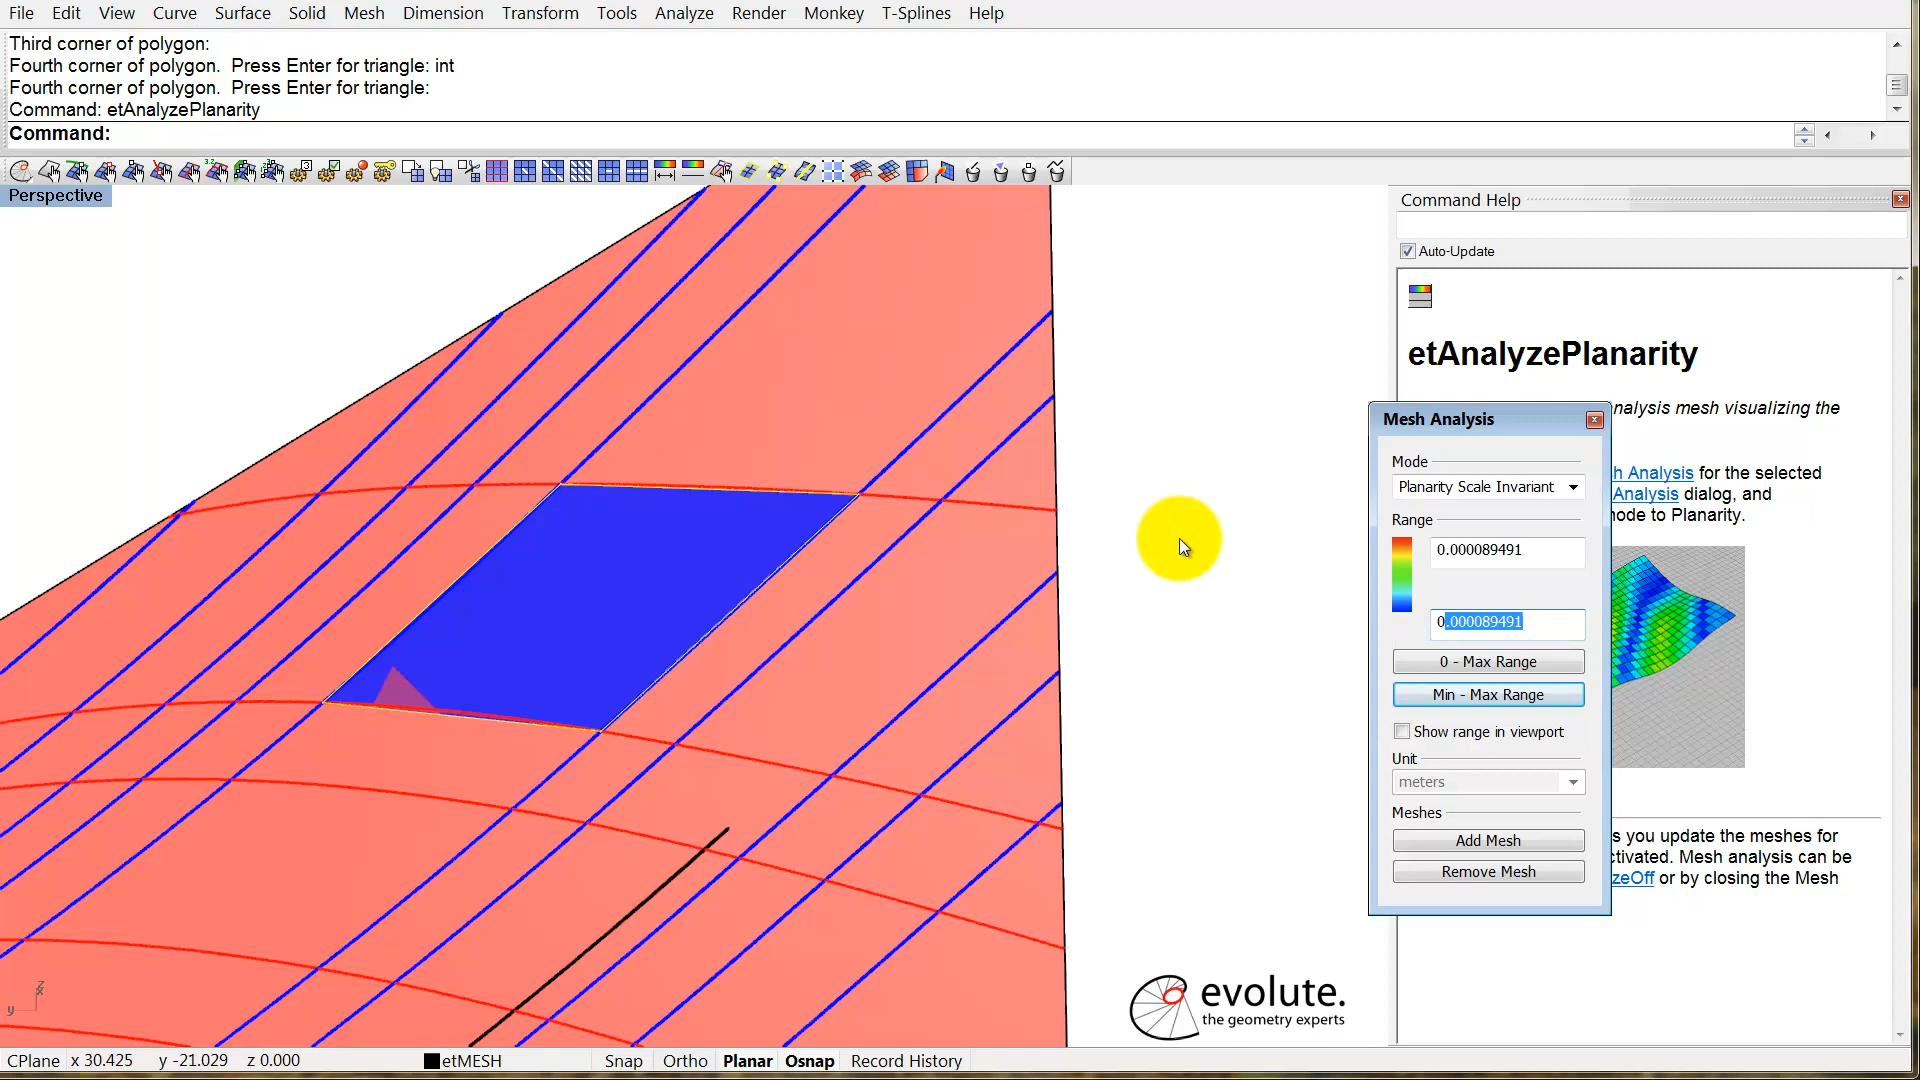 File Edit View Curve Surface Solid Mesh Dimension Transform Tools Analyze Render Monkey T-Splines Help
Third corner of polygon:
Fourth corner of polygon.  Press Enter for triangle: int
Fourth corner of polygon.  Press Enter for triangle:
Command: etAnalyzePlanarity
Command:
Perspective
Command Help
Auto-Update
etAnalyzePlanarity
nalysis mesh visualizing the
h Analysis for the selected
Analysis dialog, and
node to Planarity.
Mesh Analysis
Mode
Planarity Scale Invariant
Range
0.000089491
0.000089491
0 - Max Range
Min - Max Range
Show range in viewport
Unit
meters
Meshes
Add Mesh
Remove Mesh
s you update the meshes for
ctivated. Mesh analysis can be
zeOff or by closing the Mesh
evolute.
the geometry experts
z
x
y
CPlane x 30.425 y -21.029 z 0.000 etMESH Snap Ortho Planar Osnap Record History